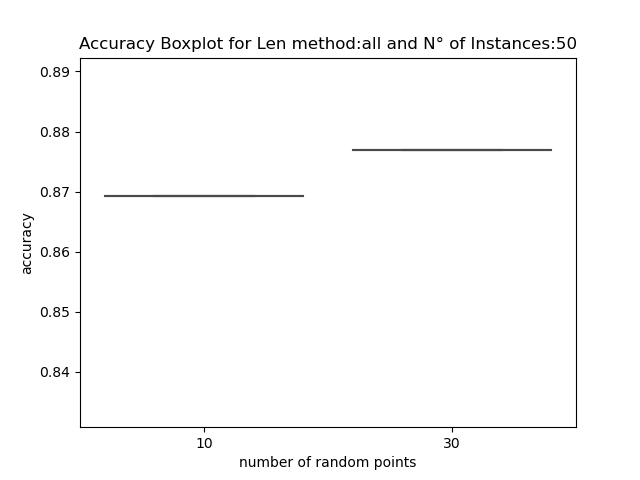 Accuracy Boxplot for Len method:all and N° of Instances:50
0.89
0.88
0.87
0.86
0.85
0.84
accuracy
10 30
number of random points